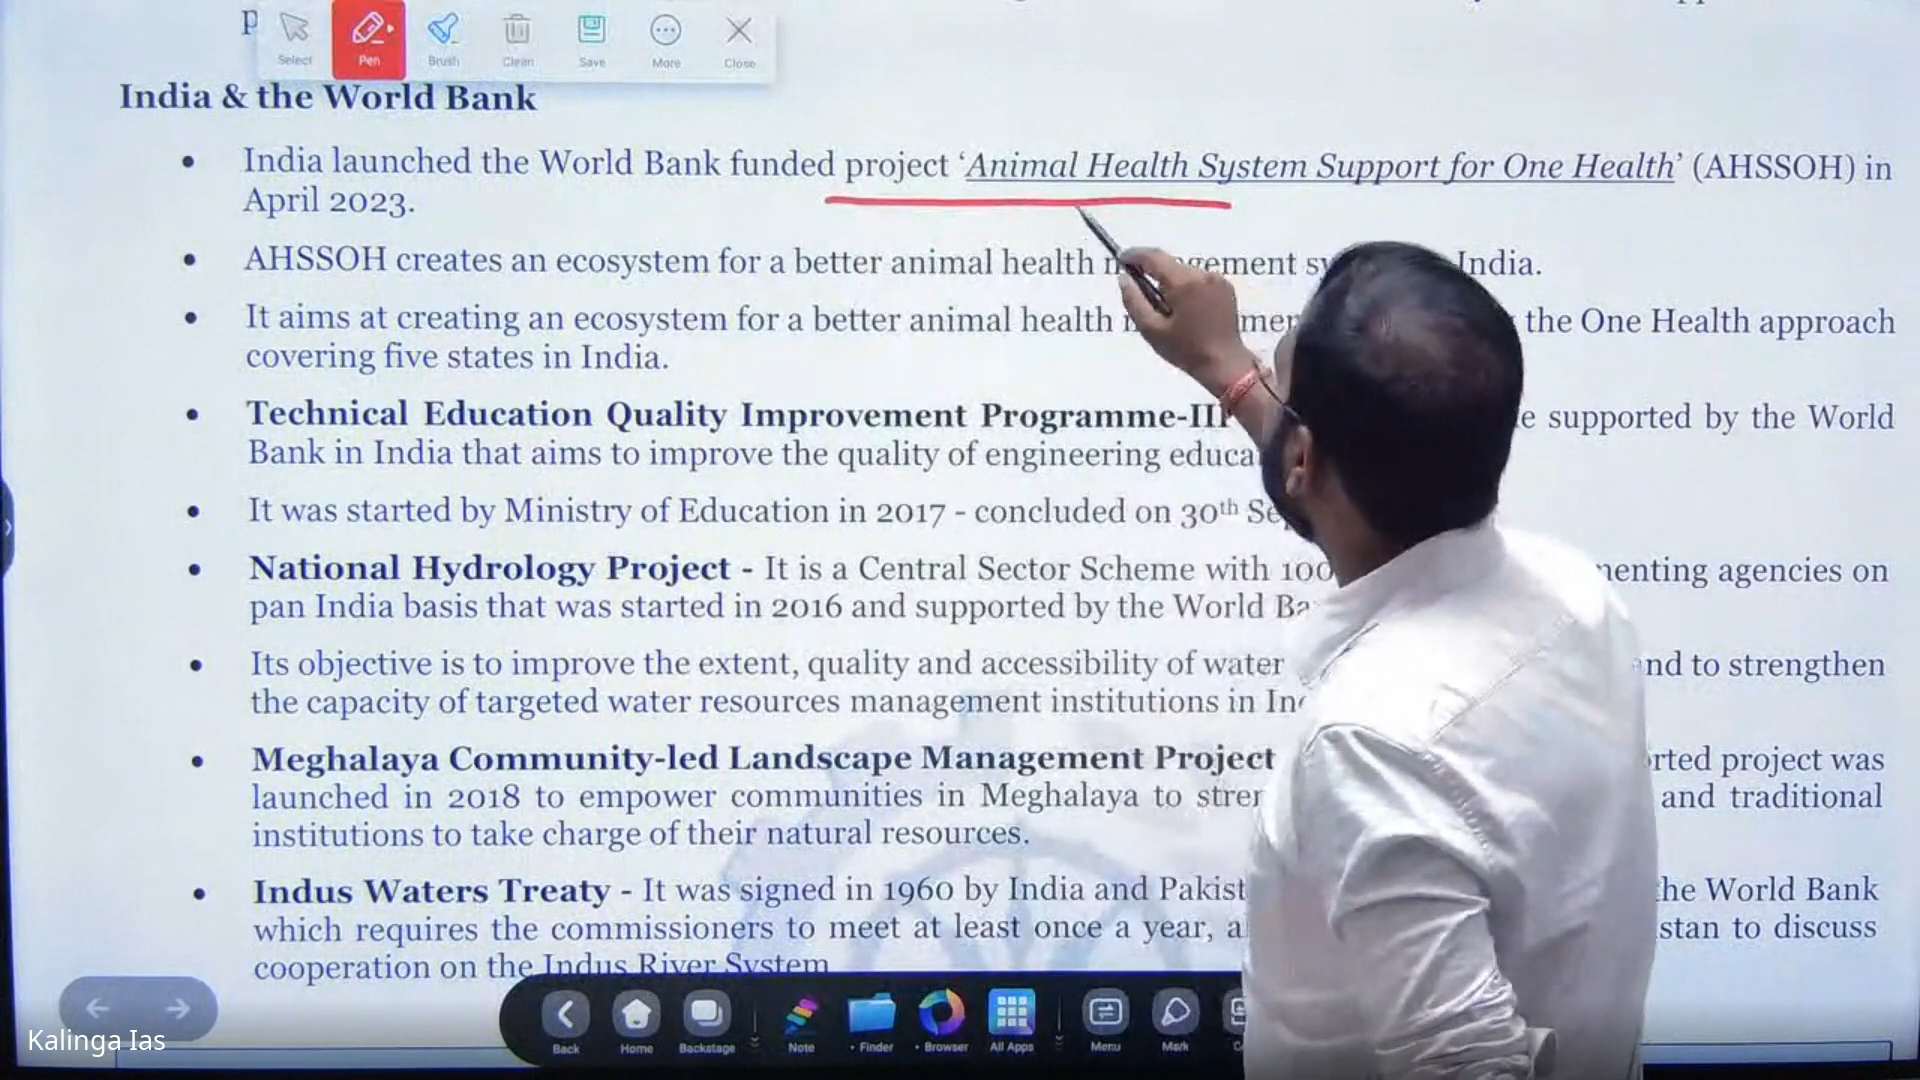 Select Pen Brush Clean Save More Close
India & the World Bank
• India launched the World Bank funded project ‘Animal Health System Support for One Health’ (AHSSOH) in
April 2023.
• AHSSOH creates an ecosystem for a better animal health India.
• It aims at creating an ecosystem for a better animal health the One Health approach
covering five states in India.
• Technical Education Quality Improvement Programme-III supported by the World
Bank in India that aims to improve the quality of engineering
• It was started by Ministry of Education in 2017 - concluded on 30th
• National Hydrology Project - It is a Central Sector Scheme with agencies on
pan India basis that was started in 2016 and supported by the World
• Its objective is to improve the extent, quality and accessibility of water to strengthen
the capacity of targeted water resources management institutions in
• Meghalaya Community-led Landscape Management Project project was
launched in 2018 to empower communities in Meghalaya to and traditional
institutions to take charge of their natural resources.
• Indus Waters Treaty - It was signed in 1960 by India and the World Bank
which requires the commissioners to meet at least once a year, to discuss
cooperation on the Indus River System
Back Home Backstage Note • Finder • Browser All Apps Menu Mark
Kalinga Ias